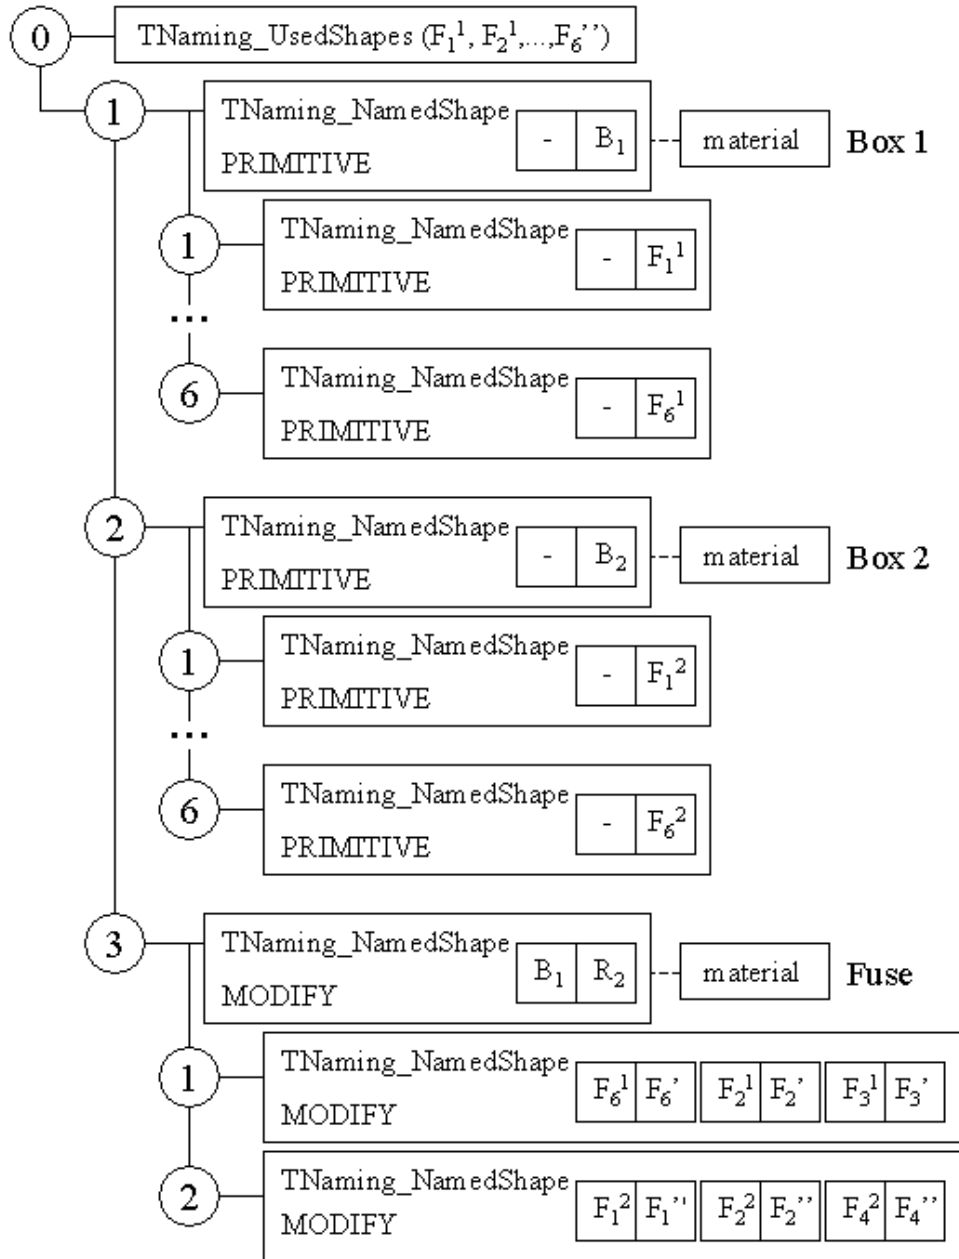 0 TNaming_UsedShapes (F₁¹, F₂¹,...,F₆’’)
1 TNaming_NamedShape - B₁ material Box 1
PRIMITIVE
1 TNaming_NamedShape - F₁¹
PRIMITIVE
...
6 TNaming_NamedShape - F₆¹
PRIMITIVE
2 TNaming_NamedShape - B₂ material Box 2
PRIMITIVE
1 TNaming_NamedShape - F₁²
PRIMITIVE
...
6 TNaming_NamedShape - F₆²
PRIMITIVE
3 TNaming_NamedShape B₁ R₂ material Fuse
MODIFY
1 TNaming_NamedShape F₆¹ F₆’ F₂¹ F₂’ F₃¹ F₃’
MODIFY
2 TNaming_NamedShape F₁² F₁’’ F₂² F₂’’ F₄² F₄’’
MODIFY